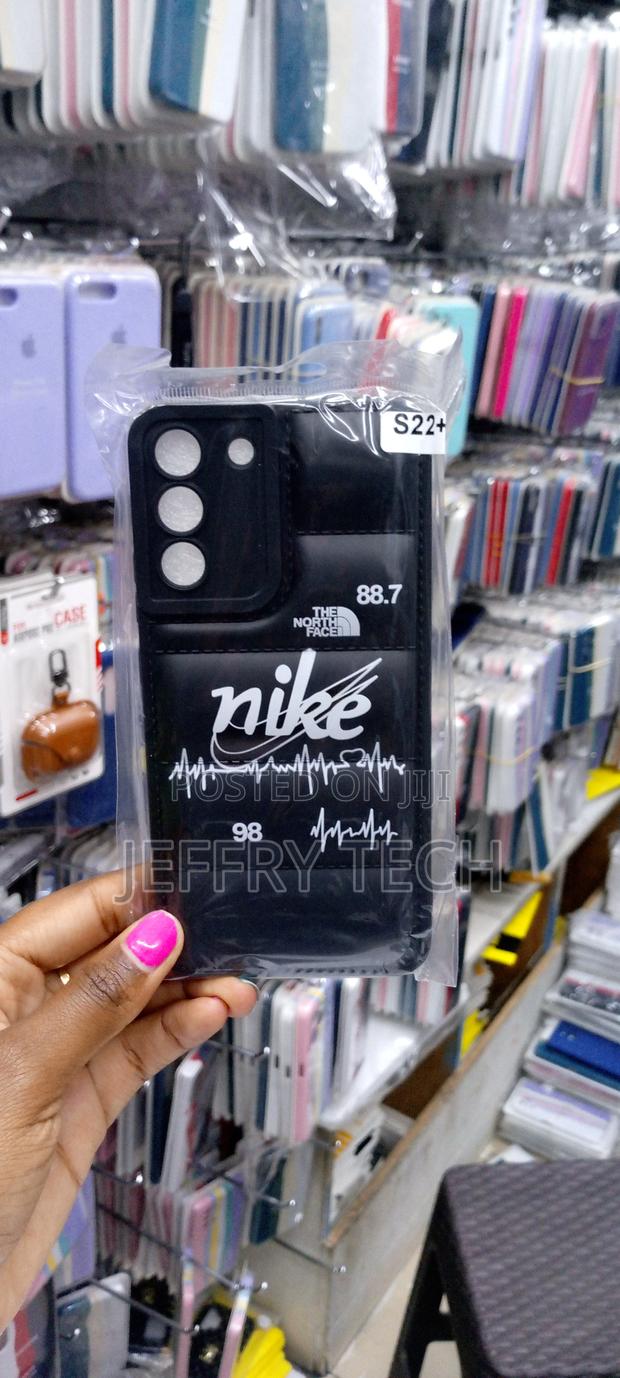 S22+
88.7
THE
NORTH
FACE
nike
98
CASE
POSTED ON JIJI
JEFFRY TECH